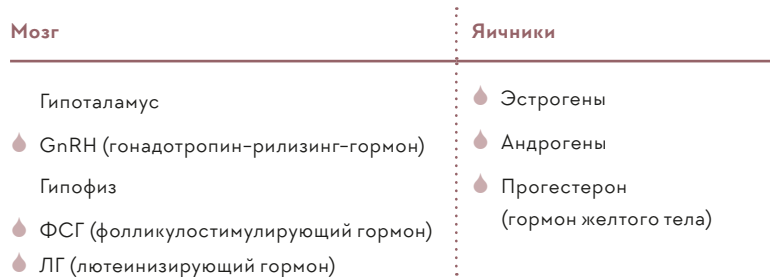 Мозг
Гипоталамус
GnRH (гонадотропин-рилизинг-гормон)
Гипофиз
ФСГ (фолликулостимулирующий гормон)
ЛГ (лютеинизирующий гормон)
Яичники
Эстрогены
Андрогены
Прогестерон
(гормон желтого тела)